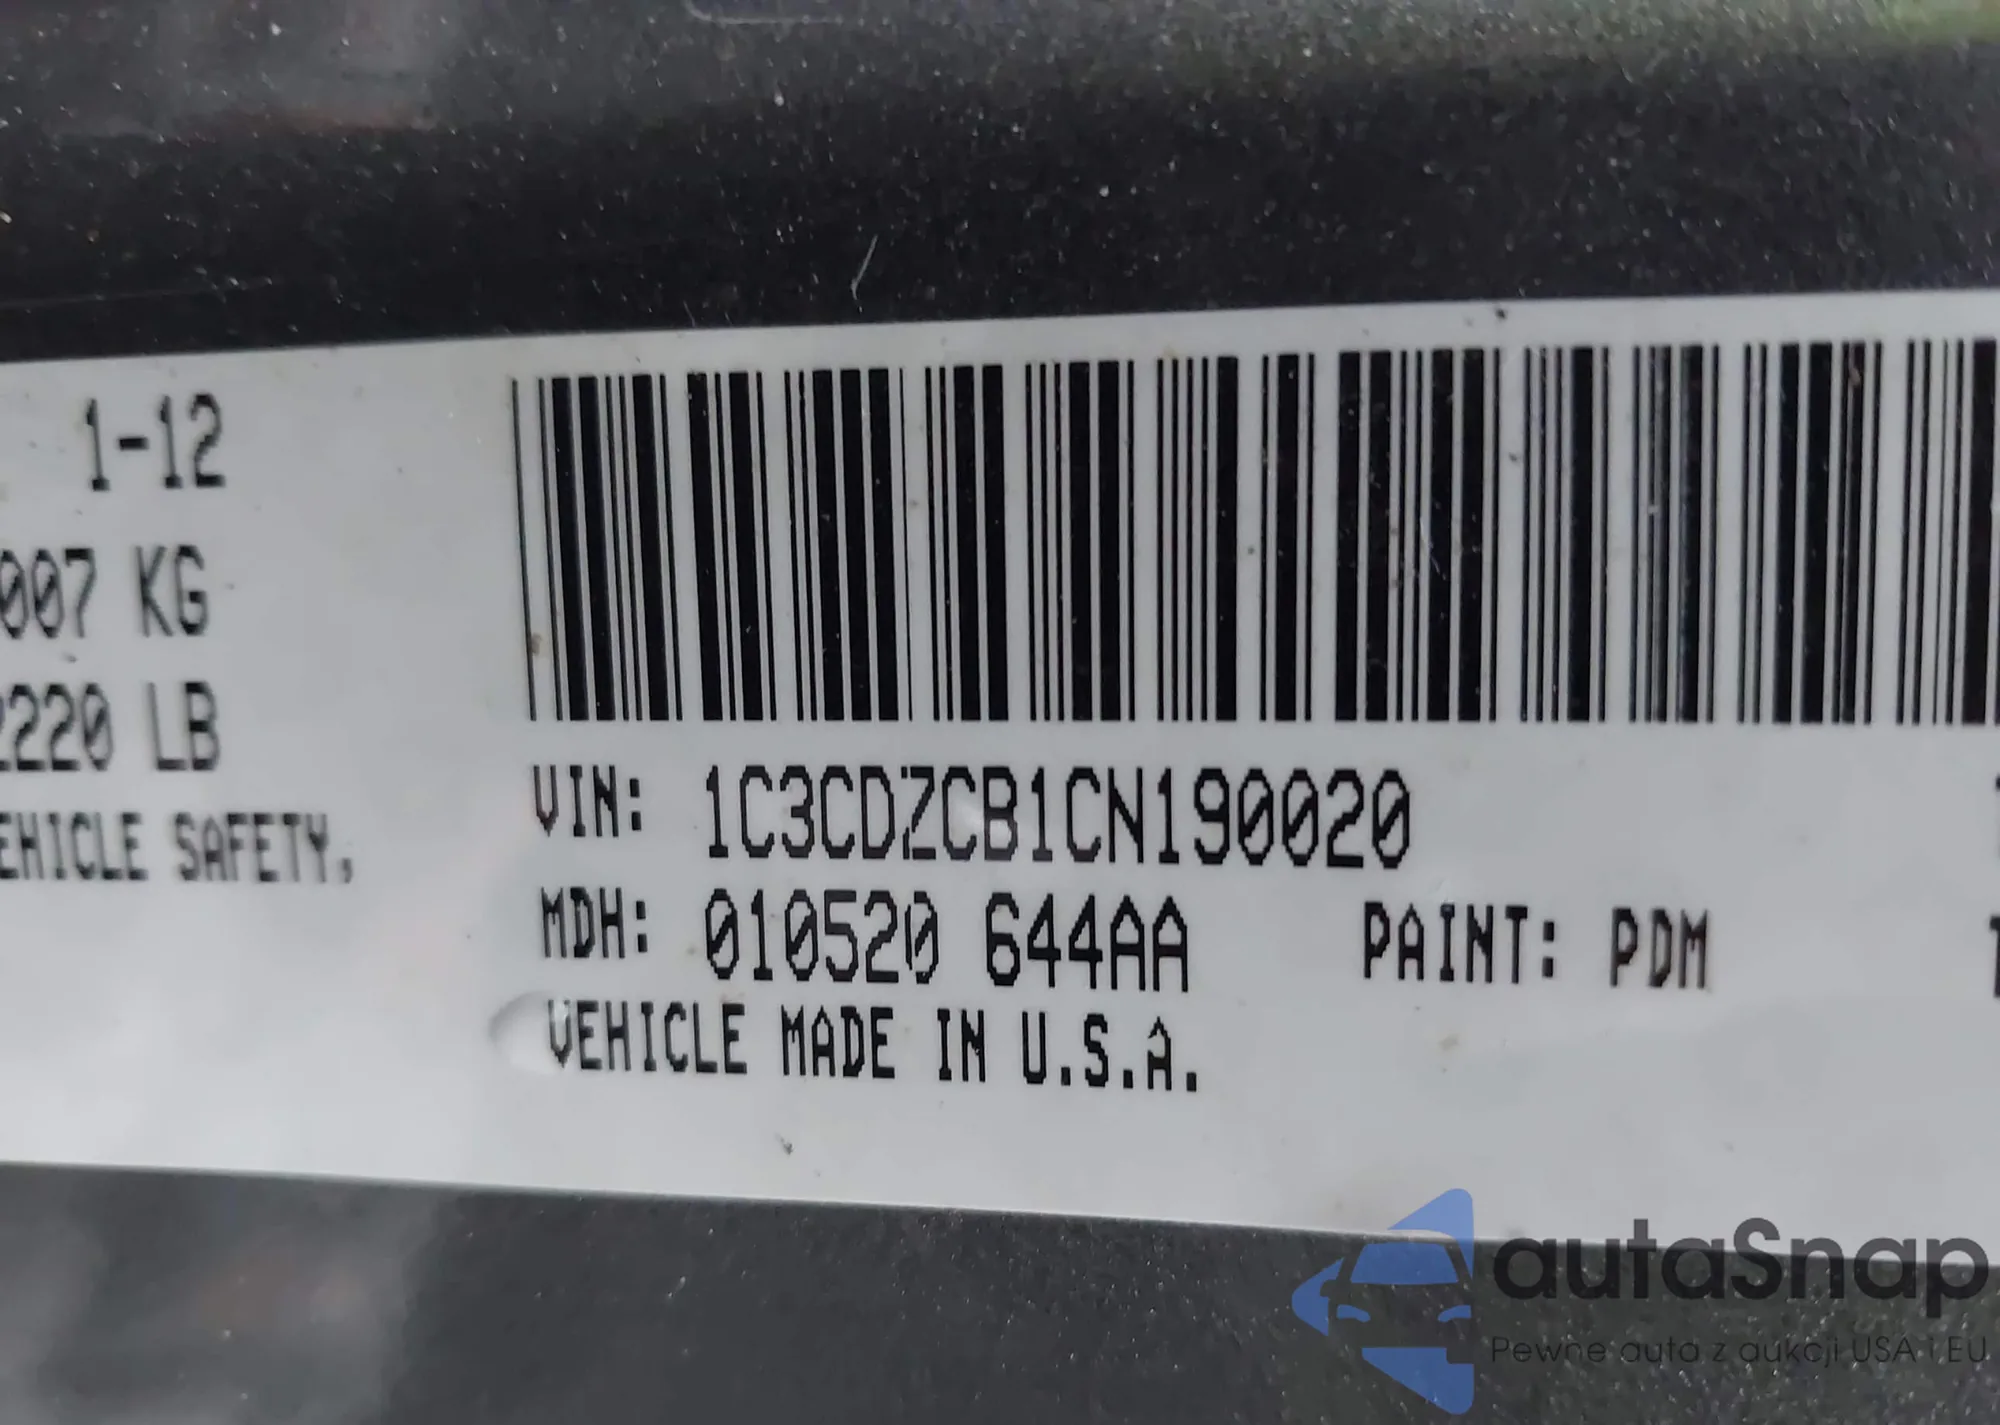 1-12
007 KG
2220 LB
EHICLE SAFETY,
VIN: 1C3CDZCB1CN190020
MDH: 010520 644AA PAINT: PDM
VEHICLE MADE IN U.S.A.
autaSnap
Pewne auta z aukcji USA i EU